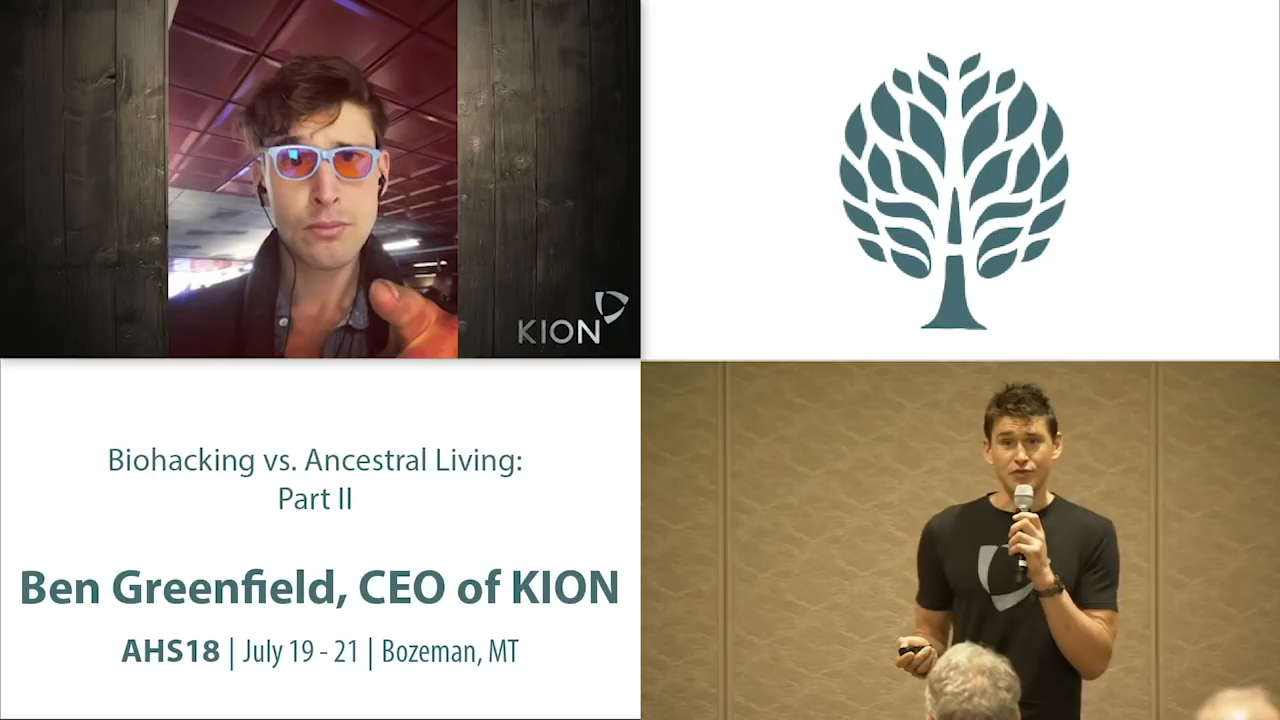 KION
Biohacking vs. Ancestral Living:
Part II
Ben Greenfield, CEO of KION
AHS18 | July 19 - 21 | Bozeman, MT